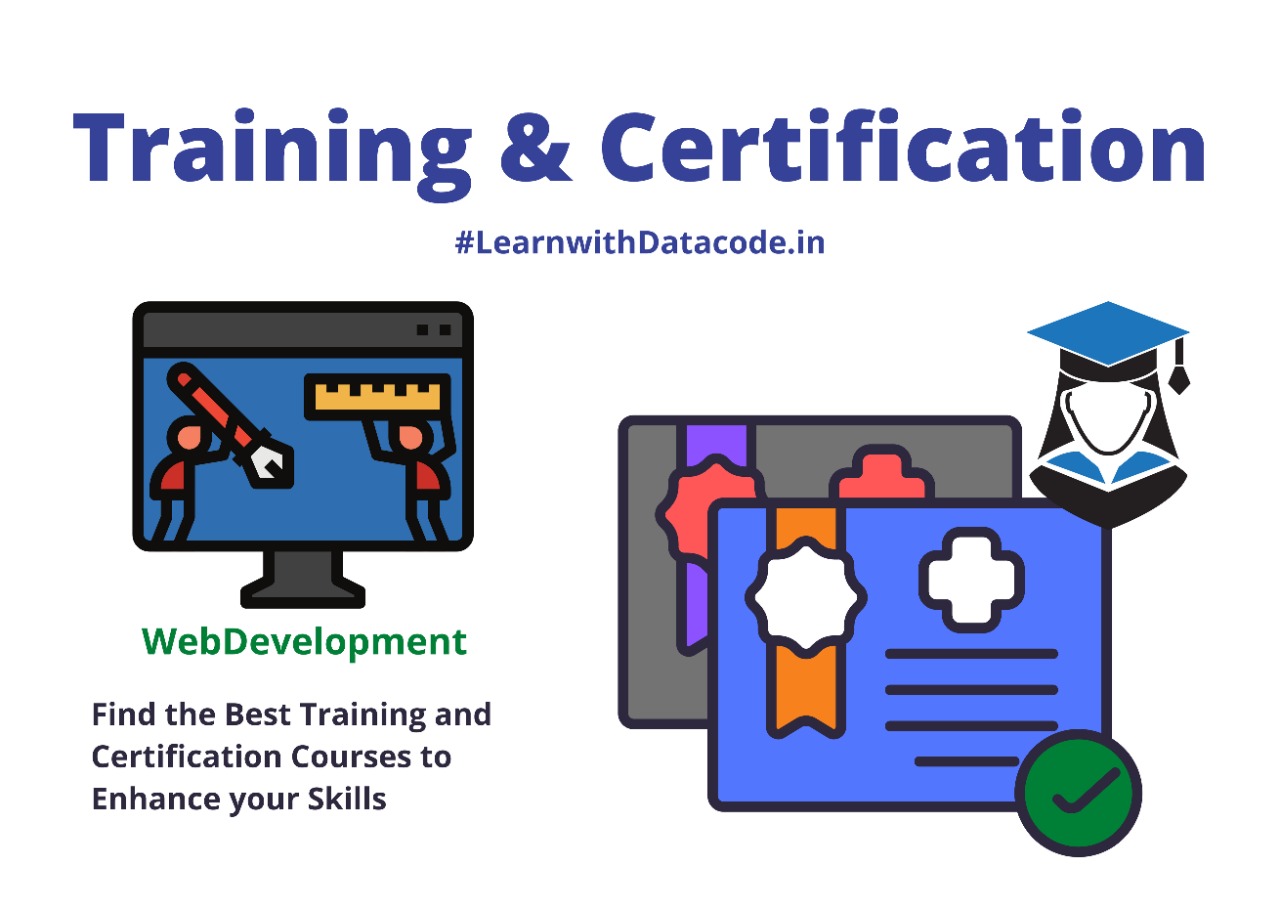 Training & Certification
#LearnwithDatacode.in
WebDevelopment
Find the Best Training and
Certification Courses to
Enhance your Skills